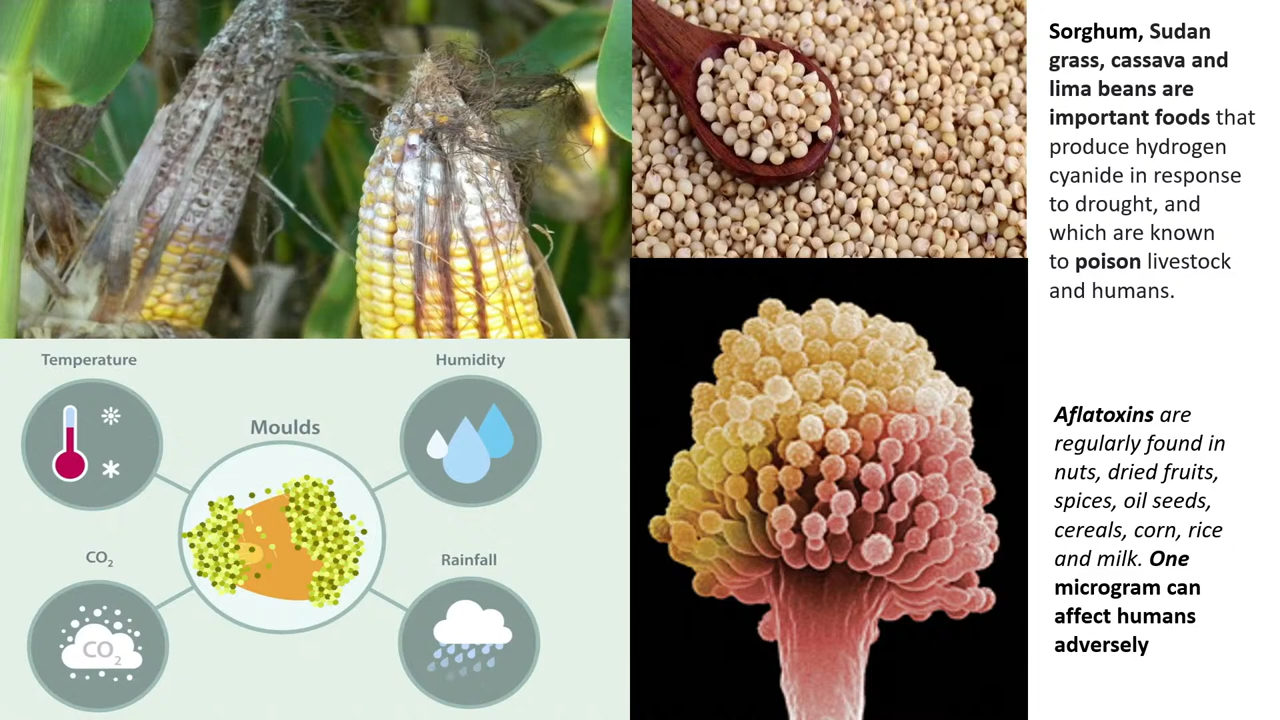 Sorghum, Sudan
grass, cassava and
lima beans are
important foods that
produce hydrogen
cyanide in response
to drought, and
which are known
to poison livestock
and humans.
Temperature
Humidity
Moulds
CO₂
CO₂
Rainfall
Aflatoxins are
regularly found in
nuts, dried fruits,
spices, oil seeds,
cereals, corn, rice
and milk. One
microgram can
affect humans
adversely